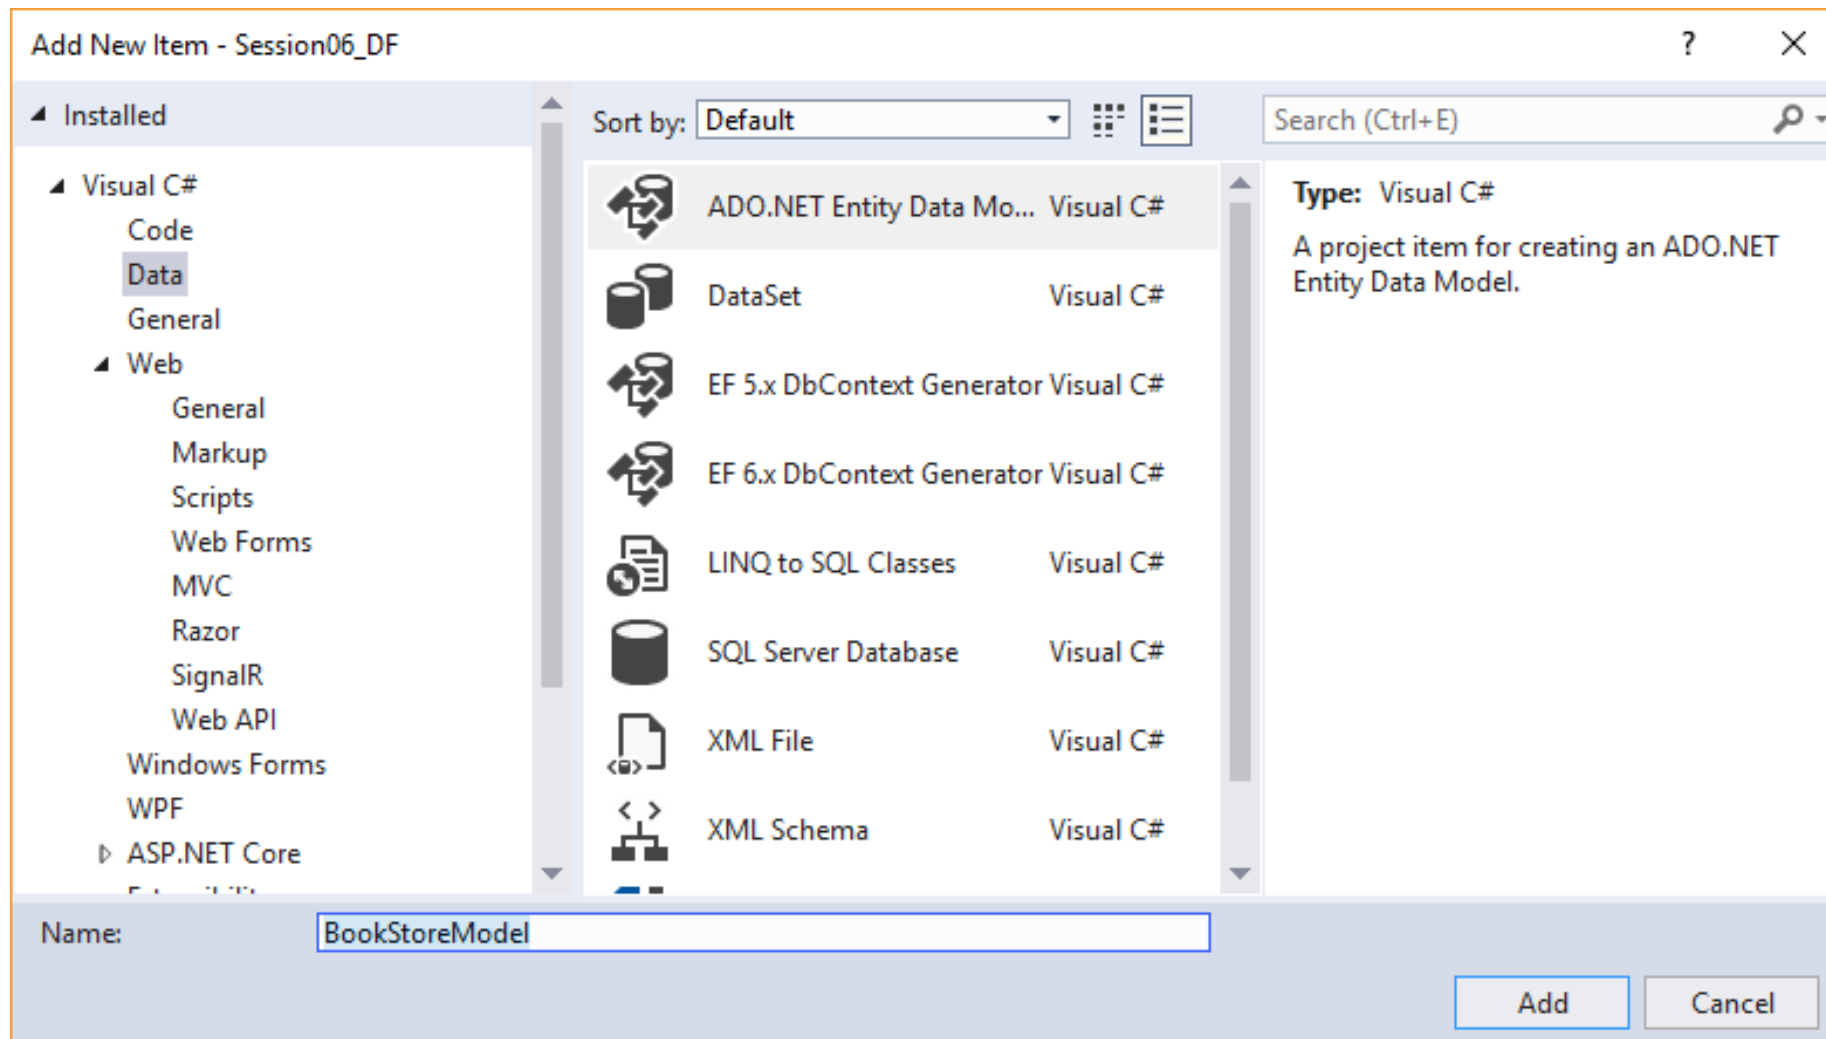 Add New Item - Session06_DF
?
Installed
Sort by: Default
Search (Ctrl+E)
Visual C#
Code
Data
General
Web
General
Markup
Scripts
Web Forms
MVC
Razor
SignalR
Web API
Windows Forms
WPF
ASP.NET Core
ADO.NET Entity Data Mo... Visual C#
DataSet Visual C#
EF 5.x DbContext Generator Visual C#
EF 6.x DbContext Generator Visual C#
LINQ to SQL Classes Visual C#
SQL Server Database Visual C#
XML File Visual C#
XML Schema Visual C#
Type: Visual C#
A project item for creating an ADO.NET
Entity Data Model.
Name: BookStoreModel
Add Cancel